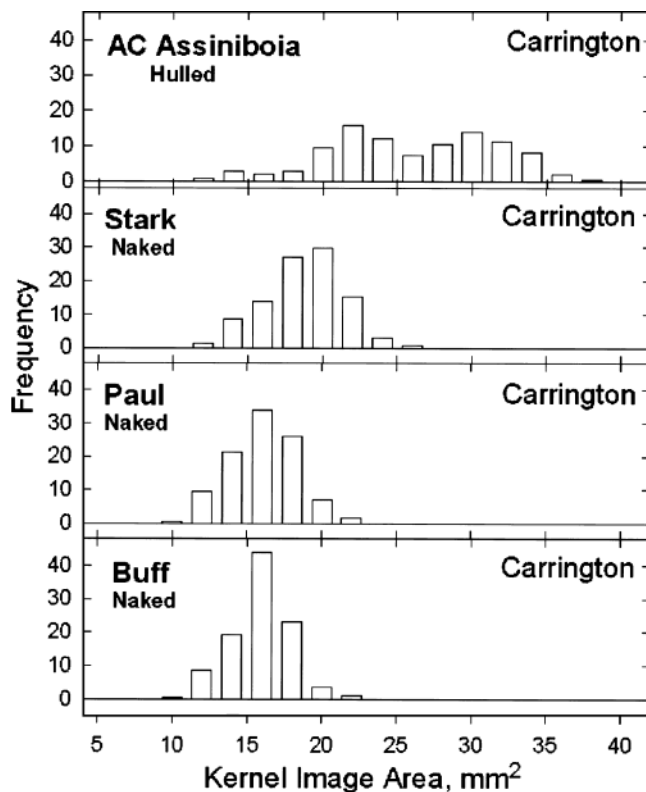 AC Assiniboia
Hulled
Carrington
40
30
20
10
0
Stark
Naked
Carrington
40
30
20
10
0
Paul
Naked
Carrington
40
30
20
10
0
Buff
Naked
Carrington
40
30
20
10
0
Frequency
5 10 15 20 25 30 35 40
Kernel Image Area, mm²